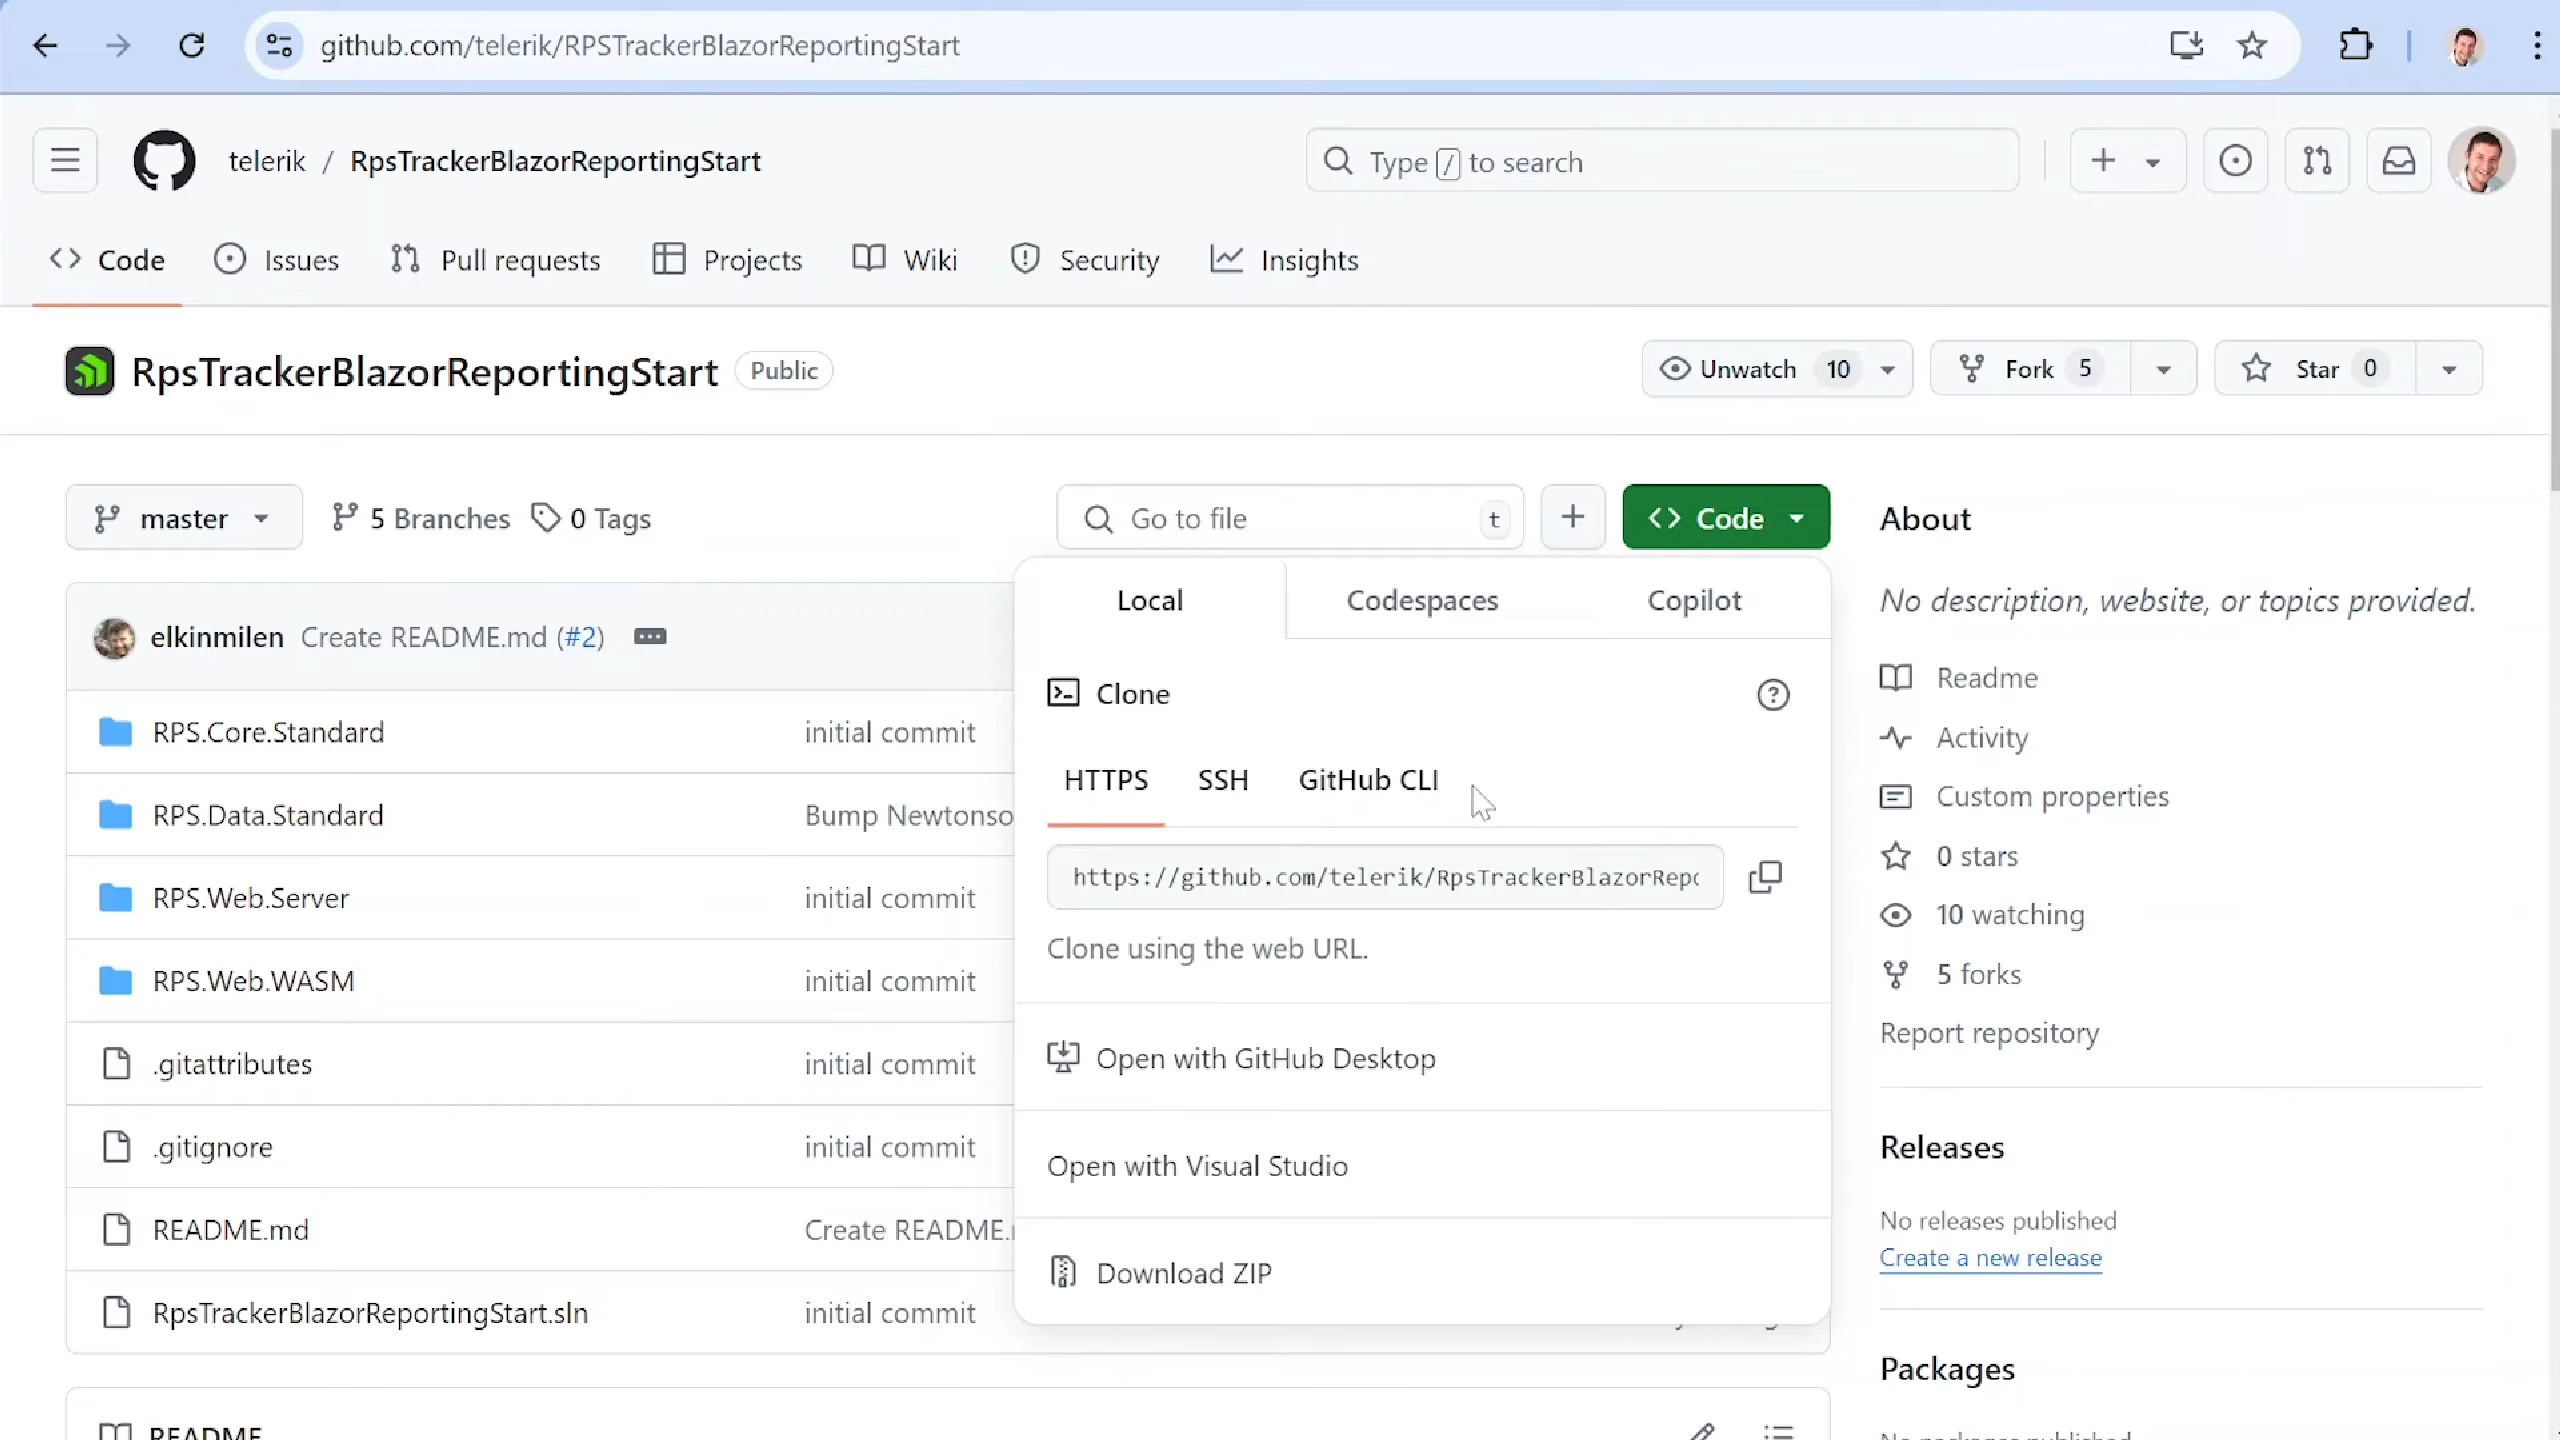 github.com/telerik/RPSTrackerBlazorReportingStart
telerik / RpsTrackerBlazorReportingStart
Type / to search
Code Issues Pull requests Projects Wiki Security Insights
RpsTrackerBlazorReportingStart Public
Unwatch 10 Fork 5 Star 0
master 5 Branches 0 Tags
Go to file t
Code
elkinmilen Create README.md (#2)
RPS.Core.Standard initial commit
RPS.Data.Standard Bump Newtonso
RPS.Web.Server initial commit
RPS.Web.WASM initial commit
.gitattributes initial commit
.gitignore initial commit
README.md Create README.
RpsTrackerBlazorReportingStart.sln initial commit
README
Local Codespaces Copilot
Clone
HTTPS SSH GitHub CLI
https://github.com/telerik/RpsTrackerBlazorRepo
Clone using the web URL.
Open with GitHub Desktop
Open with Visual Studio
Download ZIP
About
No description, website, or topics provided.
Readme
Activity
Custom properties
0 stars
10 watching
5 forks
Report repository
Releases
No releases published
Create a new release
Packages
No packages published